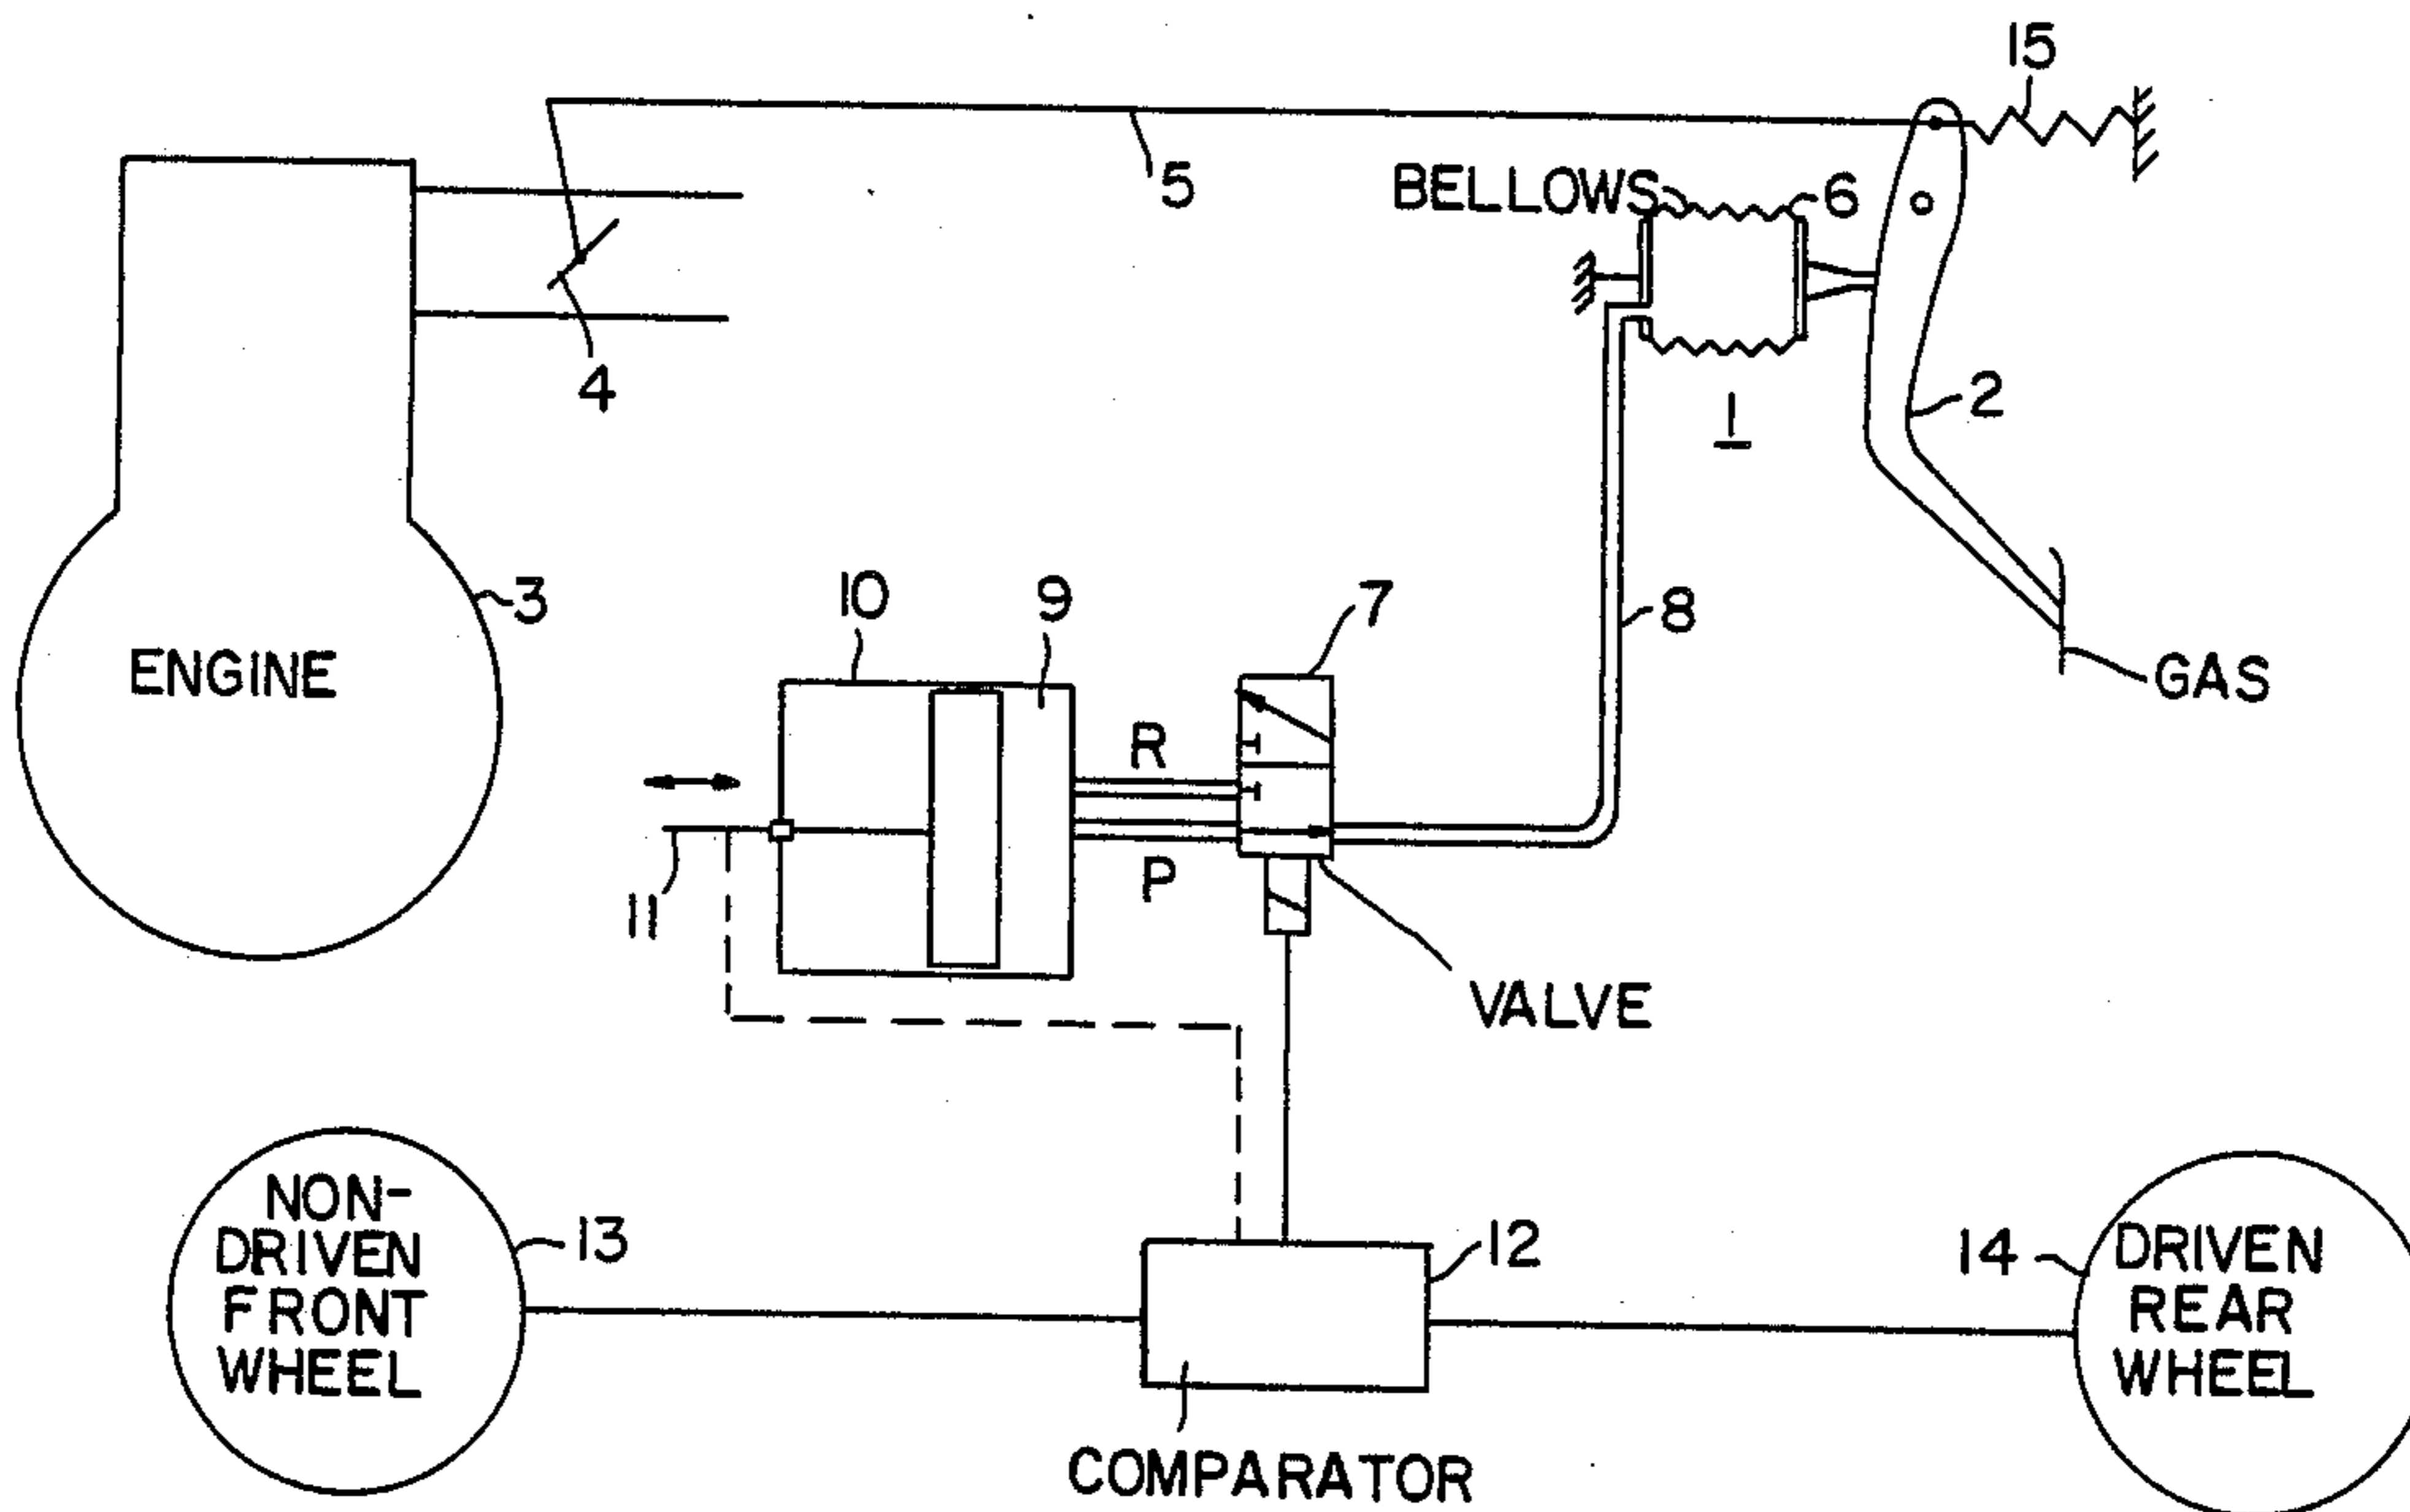 15
5
BELLOWS
6
4
2
1
3
ENGINE
10
9
7
8
GAS
R
P
11
VALVE
NON-
DRIVEN
FRONT
WHEEL
13
12
14
DRIVEN
REAR
WHEEL
COMPARATOR